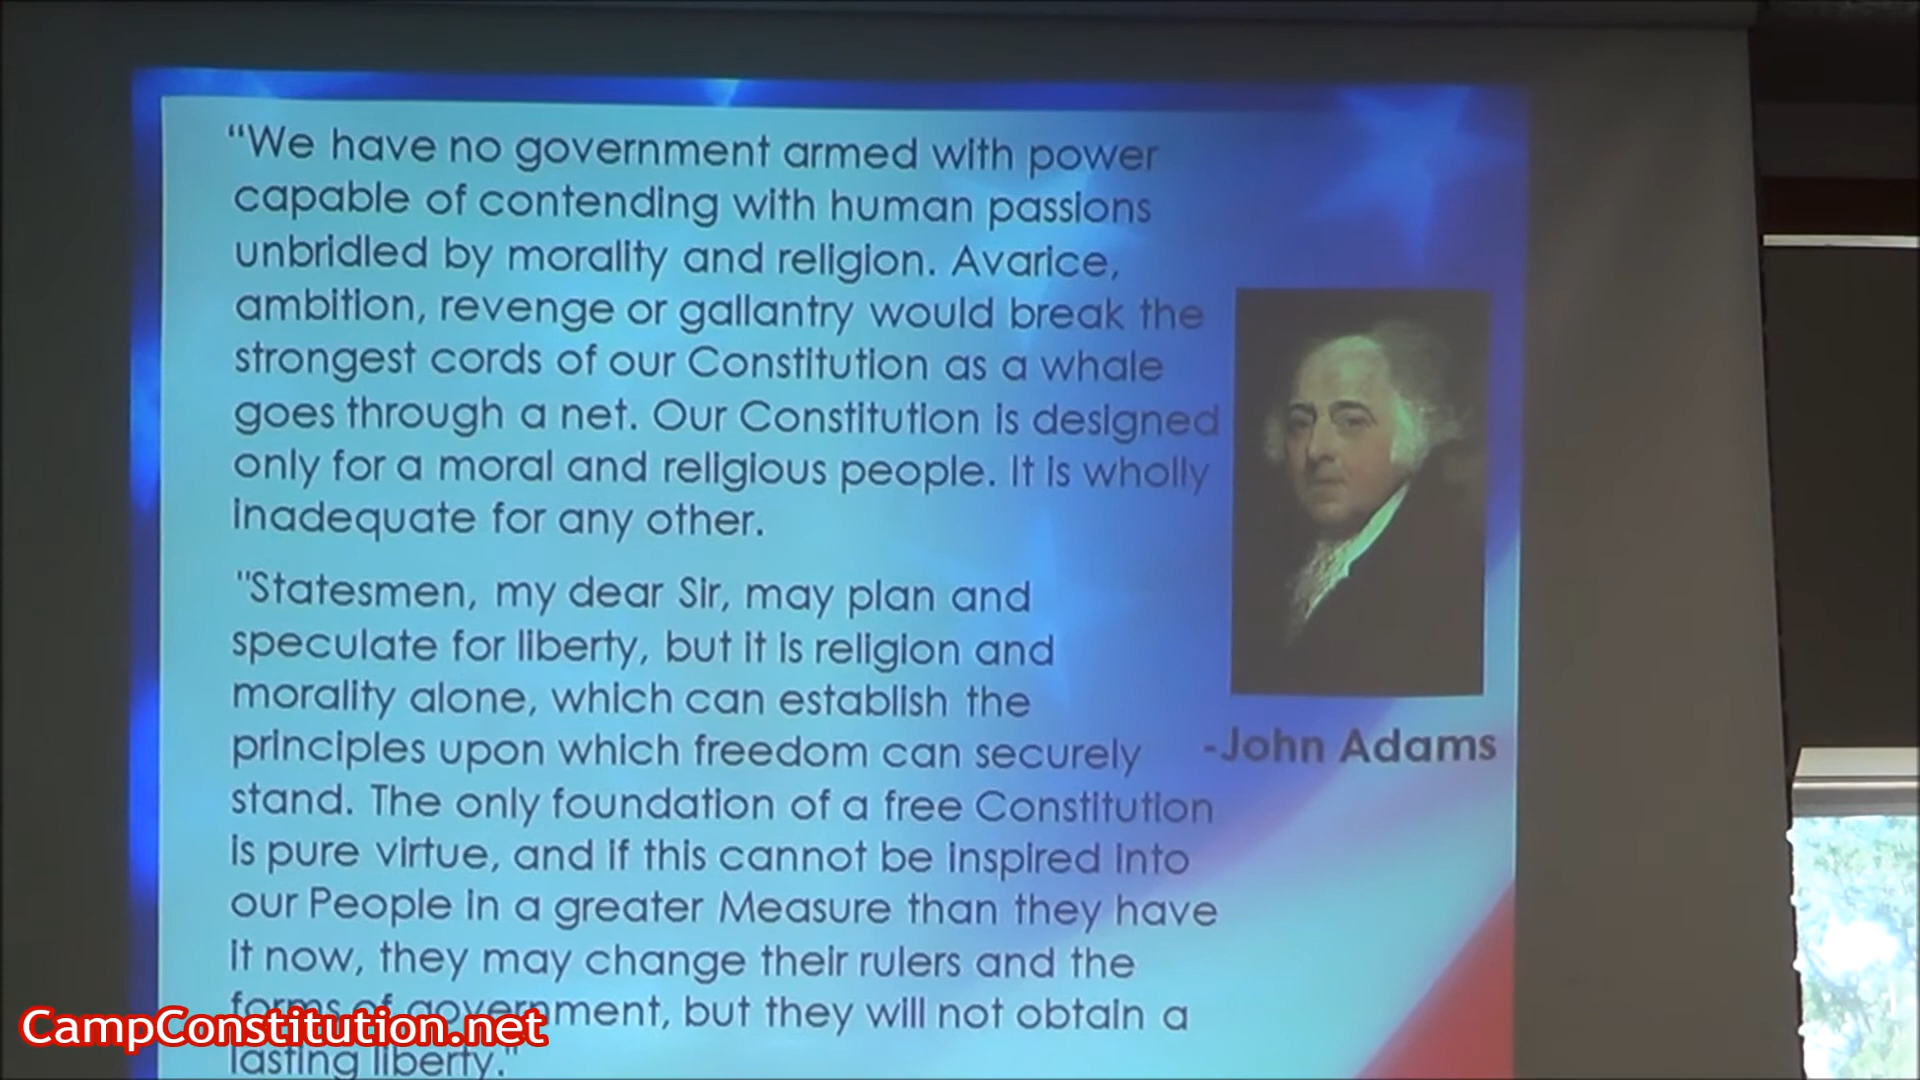 “We have no government armed with power
capable of contending with human passions
unbridled by morality and religion. Avarice,
ambition, revenge or gallantry would break the
strongest cords of our Constitution as a whale
goes through a net. Our Constitution is designed
only for a moral and religious people. It is wholly
inadequate for any other.
"Statesmen, my dear Sir, may plan and
speculate for liberty, but it is religion and
morality alone, which can establish the
principles upon which freedom can securely
stand. The only foundation of a free Constitution
is pure virtue, and if this cannot be inspired into
our People in a greater Measure than they have
it now, they may change their rulers and the
forms of government, but they will not obtain a
lasting liberty."
-John Adams
CampConstitution.net